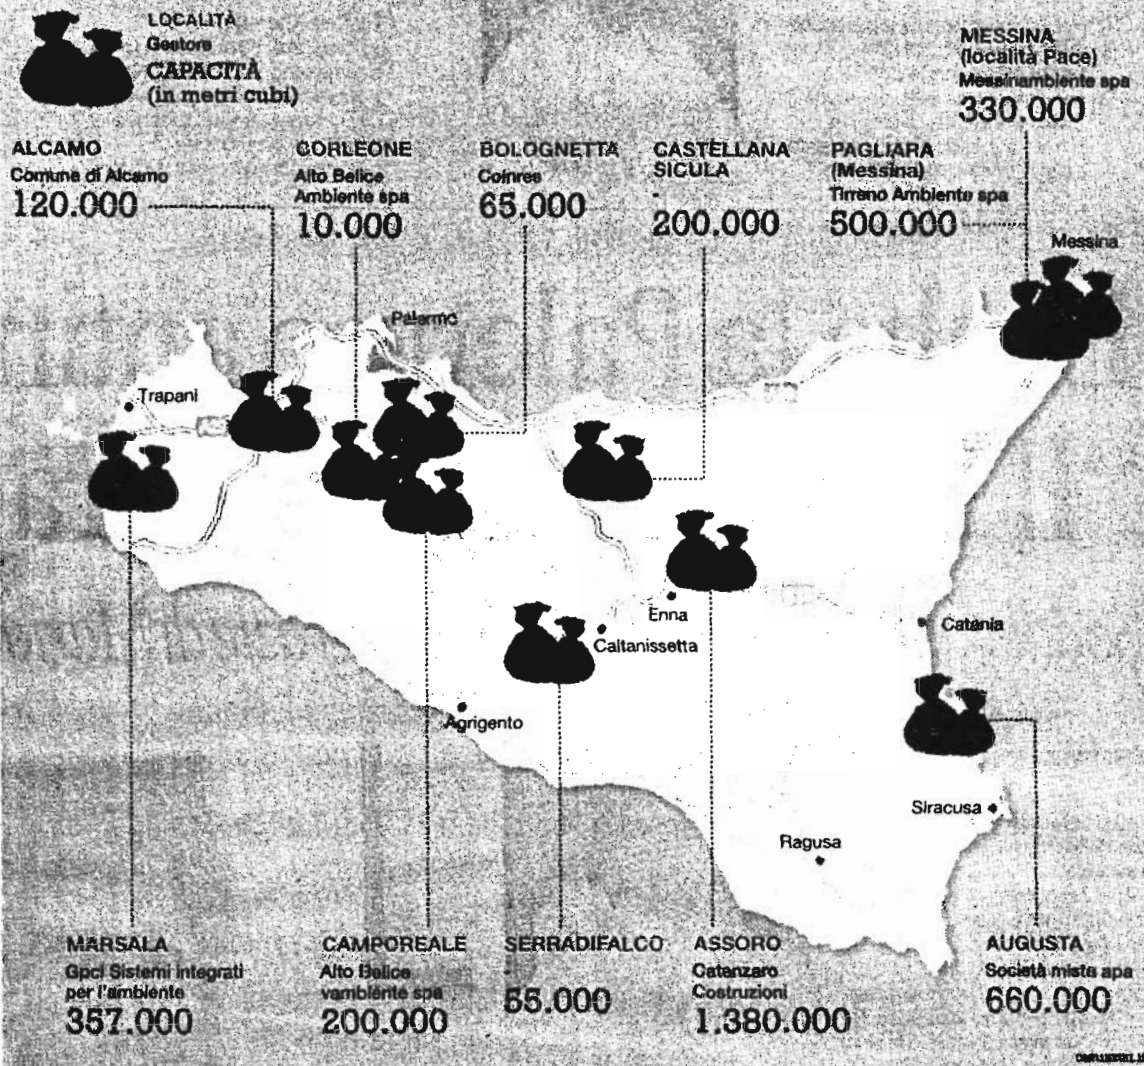 LOCALITÀ
Gestore
CAPACITÀ
(in metri cubi)
MESSINA
(località Pace)
Messinambiente spa
330.000
ALCAMO
Comune di Alcamo
120.000
CORLEONE
Alto Belice
Ambiente spa
10.000
BOLOGNETTA
Coinres
65.000
CASTELLANA
SICULA
-
200.000
PAGLIARA
(Messina)
Tirreno Ambiente spa
500.000
Messina
Palermo
Trapani
Enna
Caltanissetta
Catania
Agrigento
Siracusa
Ragusa
MARSALA
Gpci Sistemi integrati
per l'ambiente
357.000
CAMPOREALE
Alto Belice
vambiente spa
200.000
SERRADIFALCO
-
55.000
ASSORO
Catanzaro
Costruzioni
1.380.000
AUGUSTA
Società mista spa
660.000